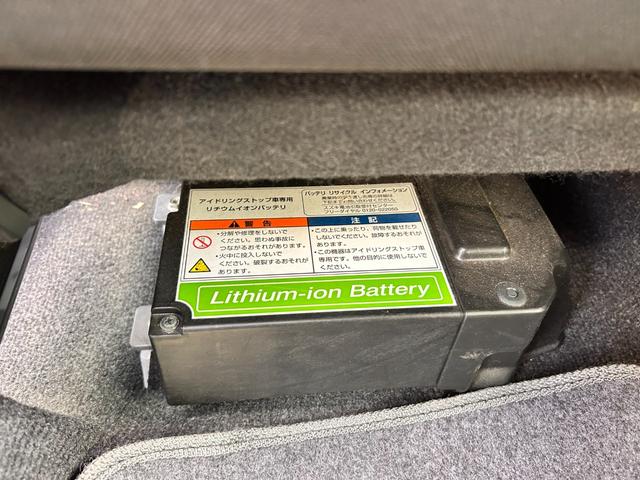 アイドリングストップ車専用
リチウムイオンバッテリ
バッテリ リサイクル インフォメーション
フリーダイヤル 0120-022050
警告
・分解や修理をしないで
ください。思わぬ事故に
つながるおそれがあります。
・火中に投入しないで
ください。破裂するおそれが
あります。
注記
・この上に乗ったり、荷物を載せたり
しないでください。故障するおそれが
あります。
・この機器はアイドリングストップ車
専用です。他の目的に使用しないで
ください。
Lithium-ion Battery